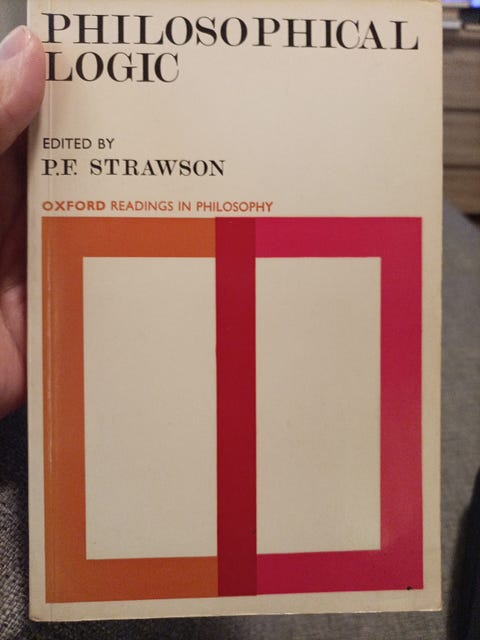 PHILOSOPHICAL
LOGIC
EDITED BY
P.F. STRAWSON
OXFORD READINGS IN PHILOSOPHY